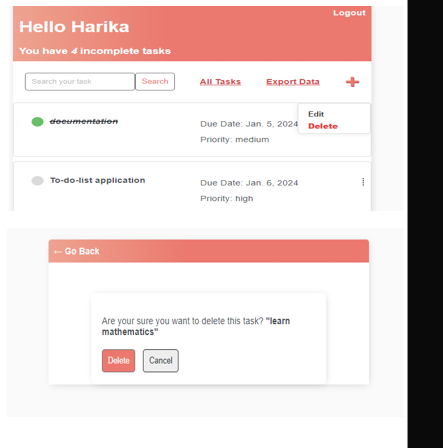 Logout
Hello Harika
You have 4 incomplete tasks
Search your task Search All Tasks Export Data +
Edit
documentation Due Date: Jan. 5, 2024 Delete
Priority: medium
To-do-list application Due Date: Jan. 6, 2024
Priority: high
← Go Back
Are your sure you want to delete this task? "learn
mathematics"
Delete Cancel